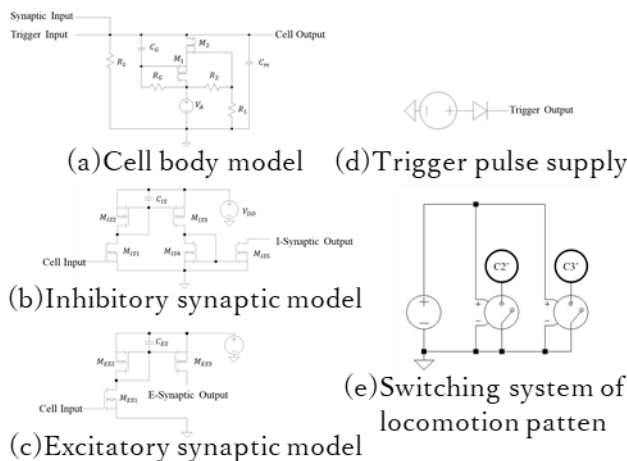 Synaptic Input
Trigger Input
Cell Output
C_G
M_2
M_1
R_L
R_G
R_2
C_m
V_A
R_1
(a)Cell body model
Trigger Output
(d)Trigger pulse supply
C_IS
M_IS2
M_IS3
V_DD
I-Synaptic Output
M_IS1
M_IS4
M_IS5
Cell Input
(b)Inhibitory synaptic model
C2'
C3'
(e)Switching system of
locomotion patten
C_ES
M_ES2
M_ES3
M_ES1
E-Synaptic Output
Cell Input
(c)Excitatory synaptic model